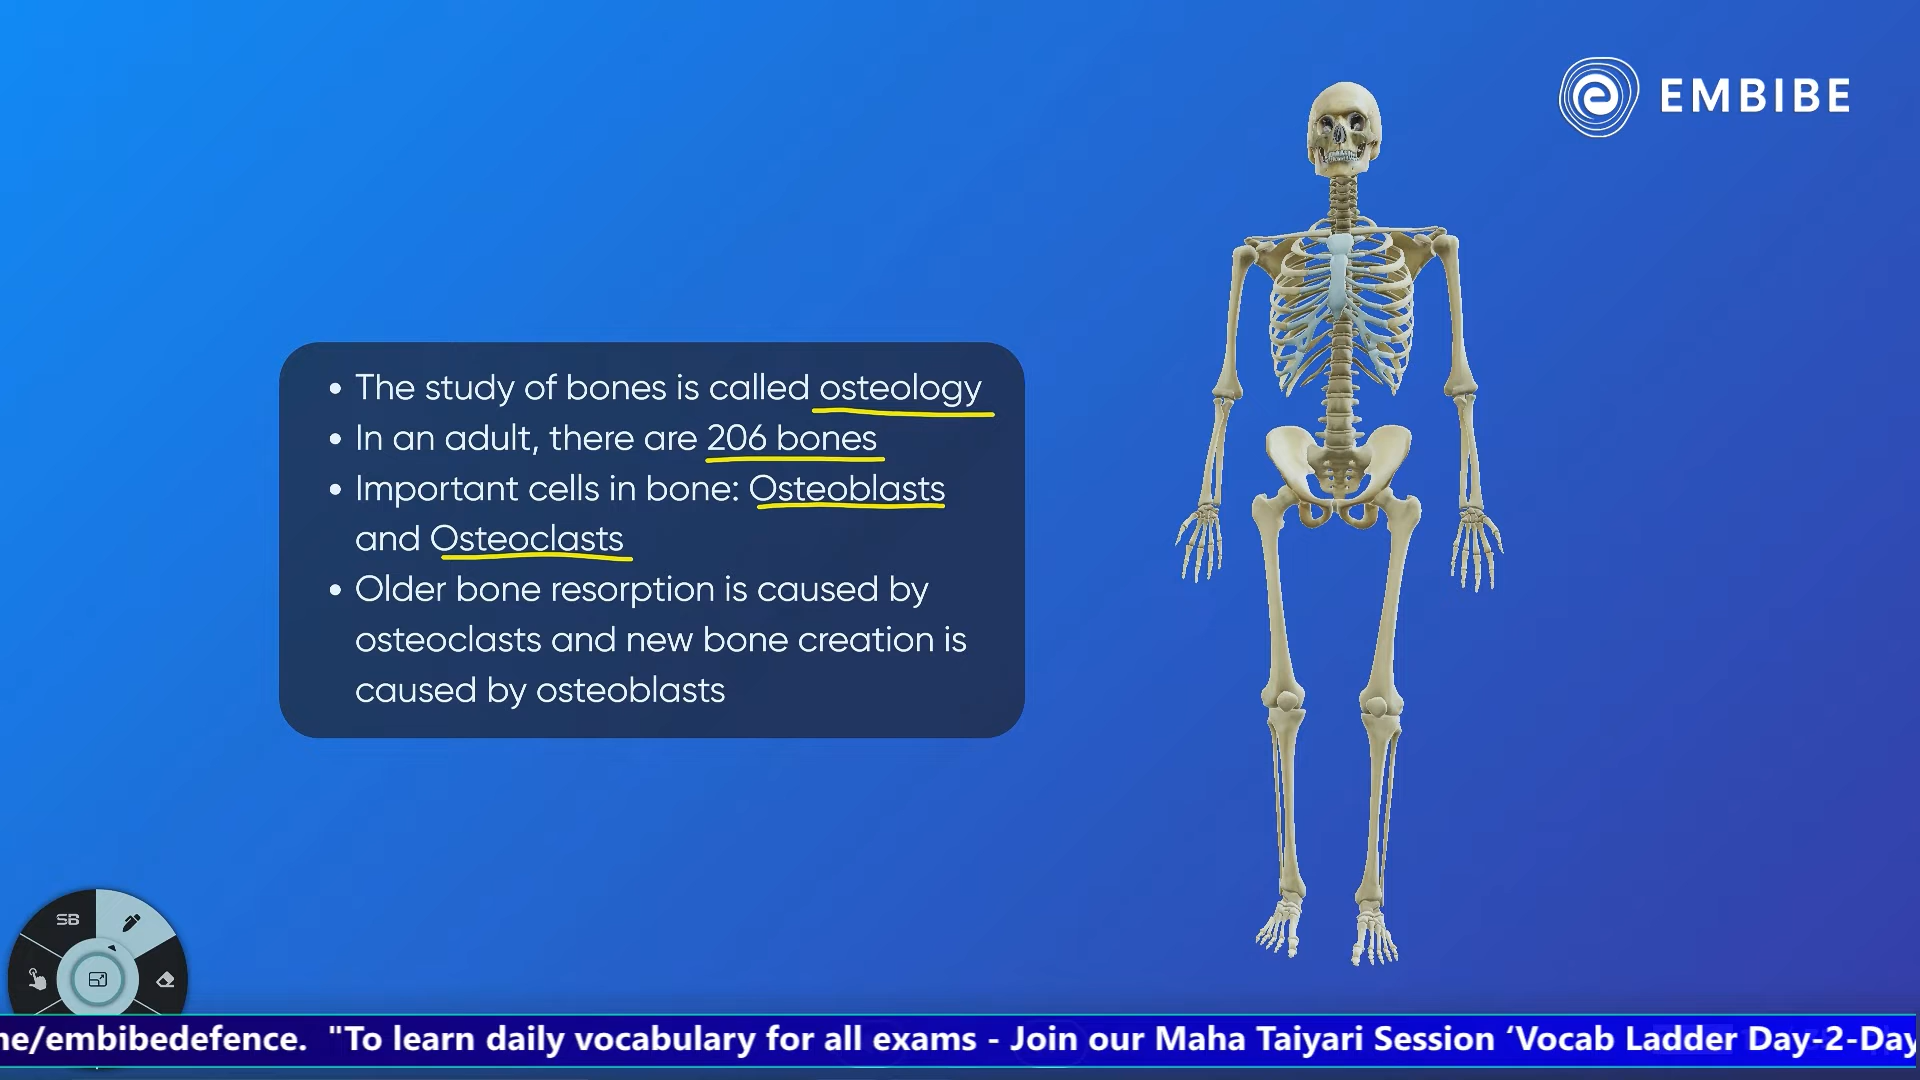 EMBIBE
• The study of bones is called osteology
• In an adult, there are 206 bones
• Important cells in bone: Osteoblasts
and Osteoclasts
• Older bone resorption is caused by
osteoclasts and new bone creation is
caused by osteoblasts
SB
me/embibedefence. "To learn daily vocabulary for all exams - Join our Maha Taiyari Session ‘Vocab Ladder Day-2-Day